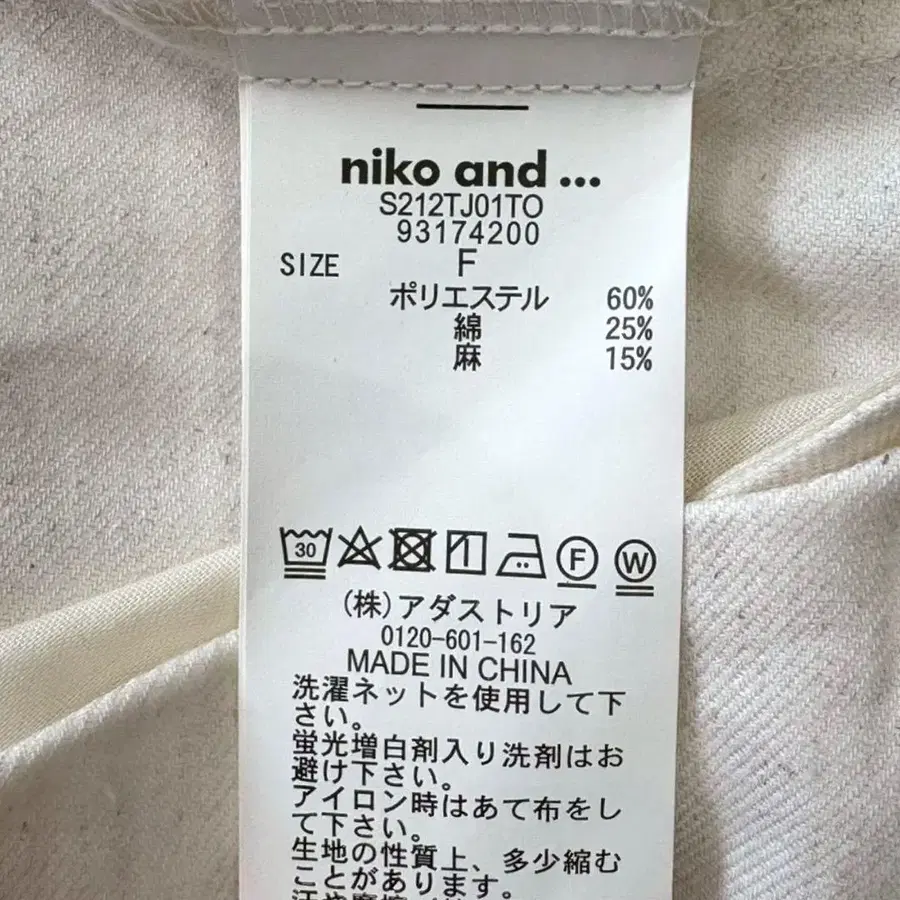 niko and ...
S212TJ01TO
93174200
SIZE F
ポリエステル 60%
綿 25%
麻 15%
30
F
W
(株)アダストリア
0120-601-162
MADE IN CHINA
洗濯ネットを使用して下
さい。
蛍光増白剤入り洗剤はお
避け下さい。
アイロン時はあて布をし
て下さい。
生地の性質上、多少縮む
ことがあります。